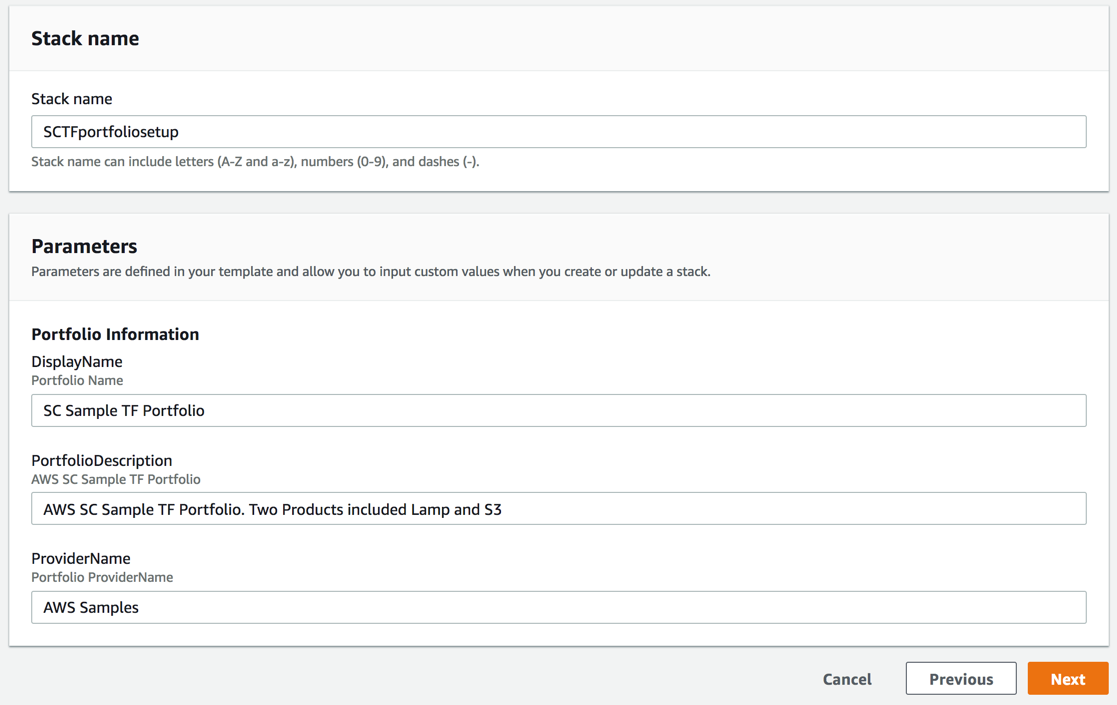 Stack name
Stack name
SCTFportfoliosetup
Stack name can include letters (A-Z and a-z), numbers (0-9), and dashes (-).
Parameters
Parameters are defined in your template and allow you to input custom values when you create or update a stack.
Portfolio Information
DisplayName
Portfolio Name
SC Sample TF Portfolio
PortfolioDescription
AWS SC Sample TF Portfolio
AWS SC Sample TF Portfolio. Two Products included Lamp and S3
ProviderName
Portfolio ProviderName
AWS Samples
Cancel Previous Next